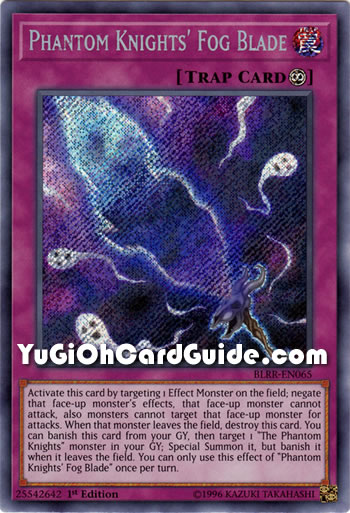 Phantom Knights' Fog Blade
[Trap Card]
YuGiOhCardGuide.com
BLRR-EN065
Activate this card by targeting 1 Effect Monster on the field; negate
that face-up monster's effects, that face-up monster cannot
attack, also monsters cannot target that face-up monster for
attacks. When that monster leaves the field, destroy this card. You
can banish this card from your GY, then target 1 "The Phantom
Knights" monster in your GY; Special Summon it, but banish it
when it leaves the field. You can only use this effect of "Phantom
Knights' Fog Blade" once per turn.
25542642 1st Edition ©1996 KAZUKI TAKAHASHI